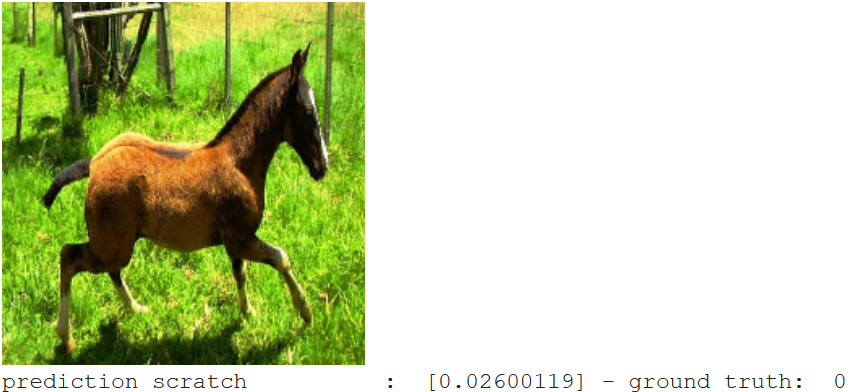 prediction scratch : [0.02600119] - ground truth: 0